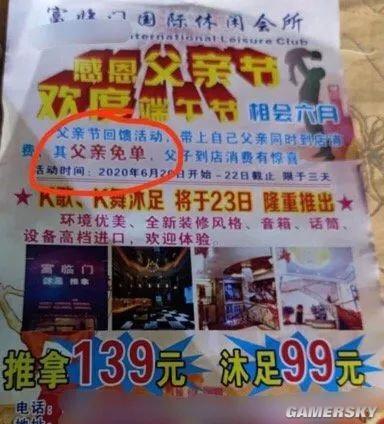 富临门国际休闲会所
International Leisure Club
感恩父亲节
欢度端午节 相会六月
父亲节回馈活动，带上自己父亲同时到店消
费，其父亲免单，父子到店消费有惊喜
活动时间：2020年6月20日开始-22日截止 限于三天
★K歌、K舞沐足 将于23日 隆重推出★
环境优美、全新装修风格、音箱、话筒、
设备高档进口，欢迎体验。
富临门
沐足 推拿
推拿139元 沐足99元
电话:
地址:
GAMERSKY